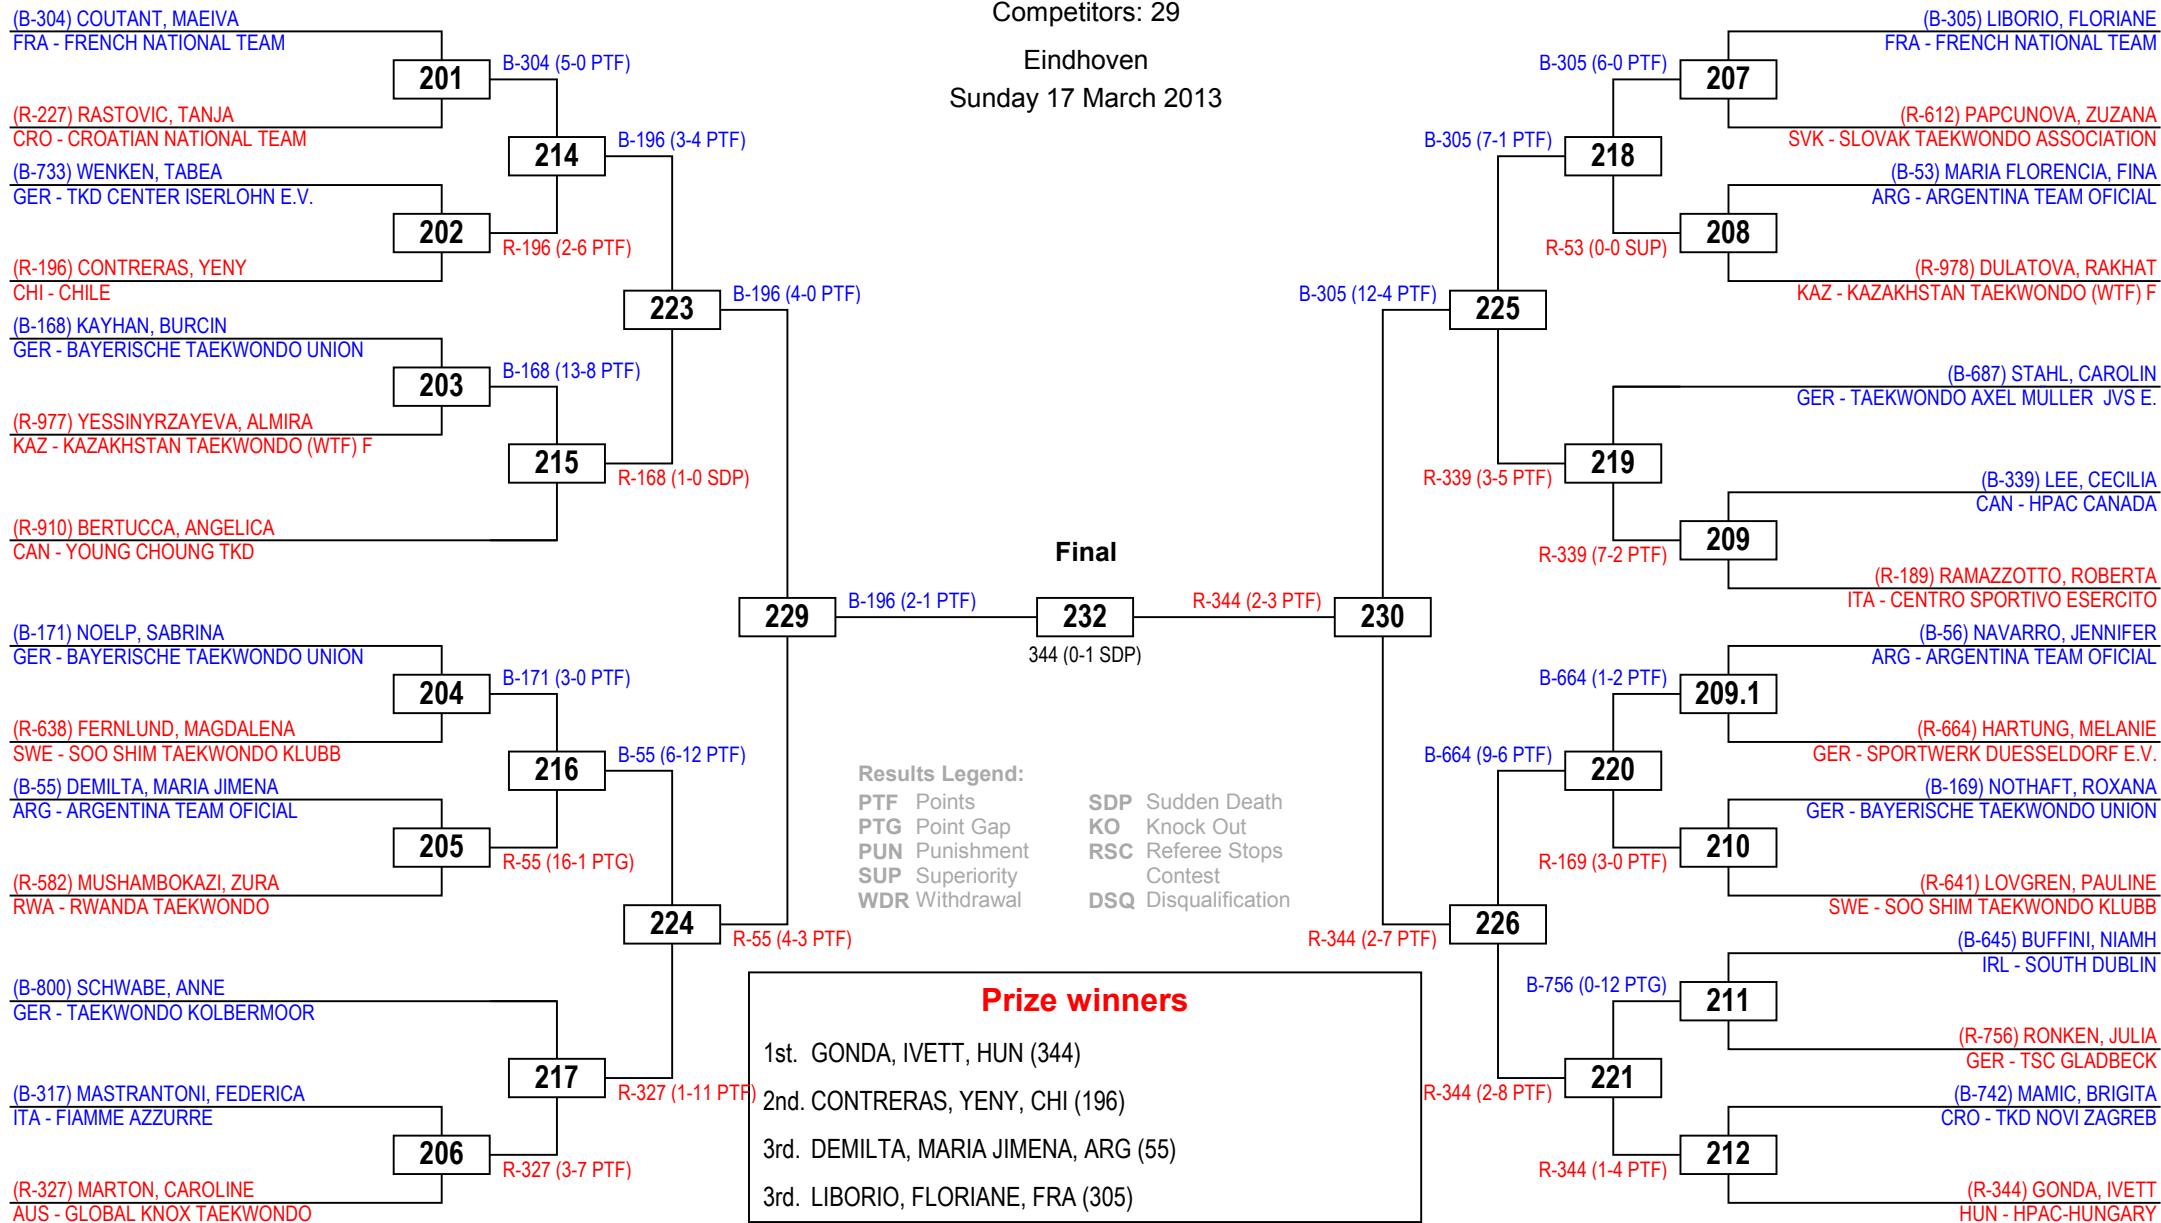 Competitors: 29
Eindhoven
Sunday 17 March 2013
(B-304) COUTANT, MAEIVA
FRA - FRENCH NATIONAL TEAM
201
B-304 (5-0 PTF)
(R-227) RASTOVIC, TANJA
CRO - CROATIAN NATIONAL TEAM
214
B-196 (3-4 PTF)
(B-733) WENKEN, TABEA
GER - TKD CENTER ISERLOHN E.V.
202
R-196 (2-6 PTF)
(R-196) CONTRERAS, YENY
CHI - CHILE
223
B-196 (4-0 PTF)
(B-168) KAYHAN, BURCIN
GER - BAYERISCHE TAEKWONDO UNION
203
B-168 (13-8 PTF)
(R-977) YESSINYRZAYEVA, ALMIRA
KAZ - KAZAKHSTAN TAEKWONDO (WTF) F
215
R-168 (1-0 SDP)
(R-910) BERTUCCA, ANGELICA
CAN - YOUNG CHOUNG TKD
229
B-196 (2-1 PTF)
(B-171) NOELP, SABRINA
GER - BAYERISCHE TAEKWONDO UNION
204
B-171 (3-0 PTF)
(R-638) FERNLUND, MAGDALENA
SWE - SOO SHIM TAEKWONDO KLUBB
216
B-55 (6-12 PTF)
(B-55) DEMILTA, MARIA JIMENA
ARG - ARGENTINA TEAM OFICIAL
205
R-55 (16-1 PTG)
(R-582) MUSHAMBOKAZI, ZURA
RWA - RWANDA TAEKWONDO
224
R-55 (4-3 PTF)
(B-800) SCHWABE, ANNE
GER - TAEKWONDO KOLBERMOOR
217
R-327 (1-11 PTF)
(B-317) MASTRANTONI, FEDERICA
ITA - FIAMME AZZURRE
206
R-327 (3-7 PTF)
(R-327) MARTON, CAROLINE
AUS - GLOBAL KNOX TAEKWONDO
Final
232
344 (0-1 SDP)
(B-305) LIBORIO, FLORIANE
FRA - FRENCH NATIONAL TEAM
B-305 (6-0 PTF)
207
(R-612) PAPCUNOVA, ZUZANA
SVK - SLOVAK TAEKWONDO ASSOCIATION
B-305 (7-1 PTF)
218
(B-53) MARIA FLORENCIA, FINA
ARG - ARGENTINA TEAM OFICIAL
208
R-53 (0-0 SUP)
(R-978) DULATOVA, RAKHAT
KAZ - KAZAKHSTAN TAEKWONDO (WTF) F
B-305 (12-4 PTF)
225
(B-687) STAHL, CAROLIN
GER - TAEKWONDO AXEL MULLER JVS E.
219
R-339 (3-5 PTF)
(B-339) LEE, CECILIA
CAN - HPAC CANADA
209
R-339 (7-2 PTF)
(R-189) RAMAZZOTTO, ROBERTA
ITA - CENTRO SPORTIVO ESERCITO
R-344 (2-3 PTF)
230
(B-56) NAVARRO, JENNIFER
ARG - ARGENTINA TEAM OFICIAL
B-664 (1-2 PTF)
209.1
(R-664) HARTUNG, MELANIE
GER - SPORTWERK DUESSELDORF E.V.
B-664 (9-6 PTF)
220
(B-169) NOTHAFT, ROXANA
GER - BAYERISCHE TAEKWONDO UNION
210
R-169 (3-0 PTF)
(R-641) LOVGREN, PAULINE
SWE - SOO SHIM TAEKWONDO KLUBB
226
R-344 (2-7 PTF)
(B-645) BUFFINI, NIAMH
IRL - SOUTH DUBLIN
B-756 (0-12 PTG)
211
(R-756) RONKEN, JULIA
GER - TSC GLADBECK
221
R-344 (2-8 PTF)
(B-742) MAMIC, BRIGITA
CRO - TKD NOVI ZAGREB
212
R-344 (1-4 PTF)
(R-344) GONDA, IVETT
HUN - HPAC-HUNGARY
Results Legend:
PTF Points SDP Sudden Death
PTG Point Gap KO Knock Out
PUN Punishment RSC Referee Stops
SUP Superiority Contest
WDR Withdrawal DSQ Disqualification
Prize winners
1st. GONDA, IVETT, HUN (344)
2nd. CONTRERAS, YENY, CHI (196)
3rd. DEMILTA, MARIA JIMENA, ARG (55)
3rd. LIBORIO, FLORIANE, FRA (305)